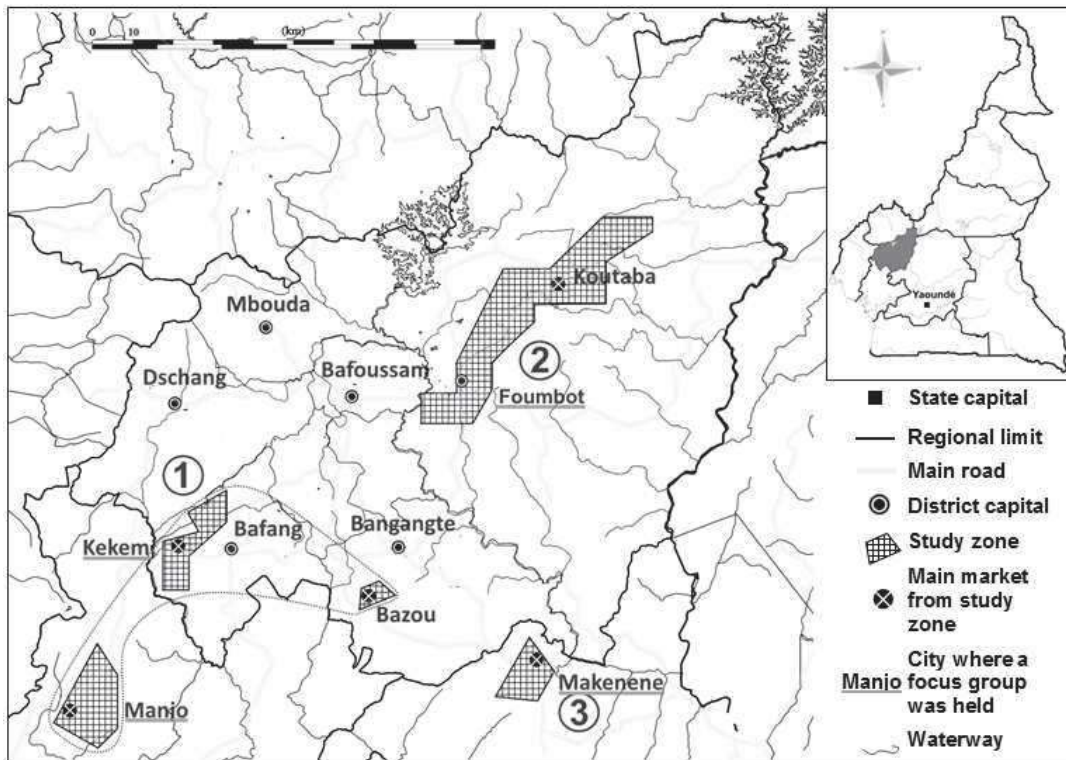 0 10 (km)
Yaoundé
Koutaba
Mbouda
2
Dschang
Bafoussam
Foumbot
1
Kekem
Bafang
Bangangte
Bazou
Makenene
Manjo
3
State capital
Regional limit
Main road
District capital
Study zone
Main market
from study
zone
City where a
Manjo focus group
was held
Waterway